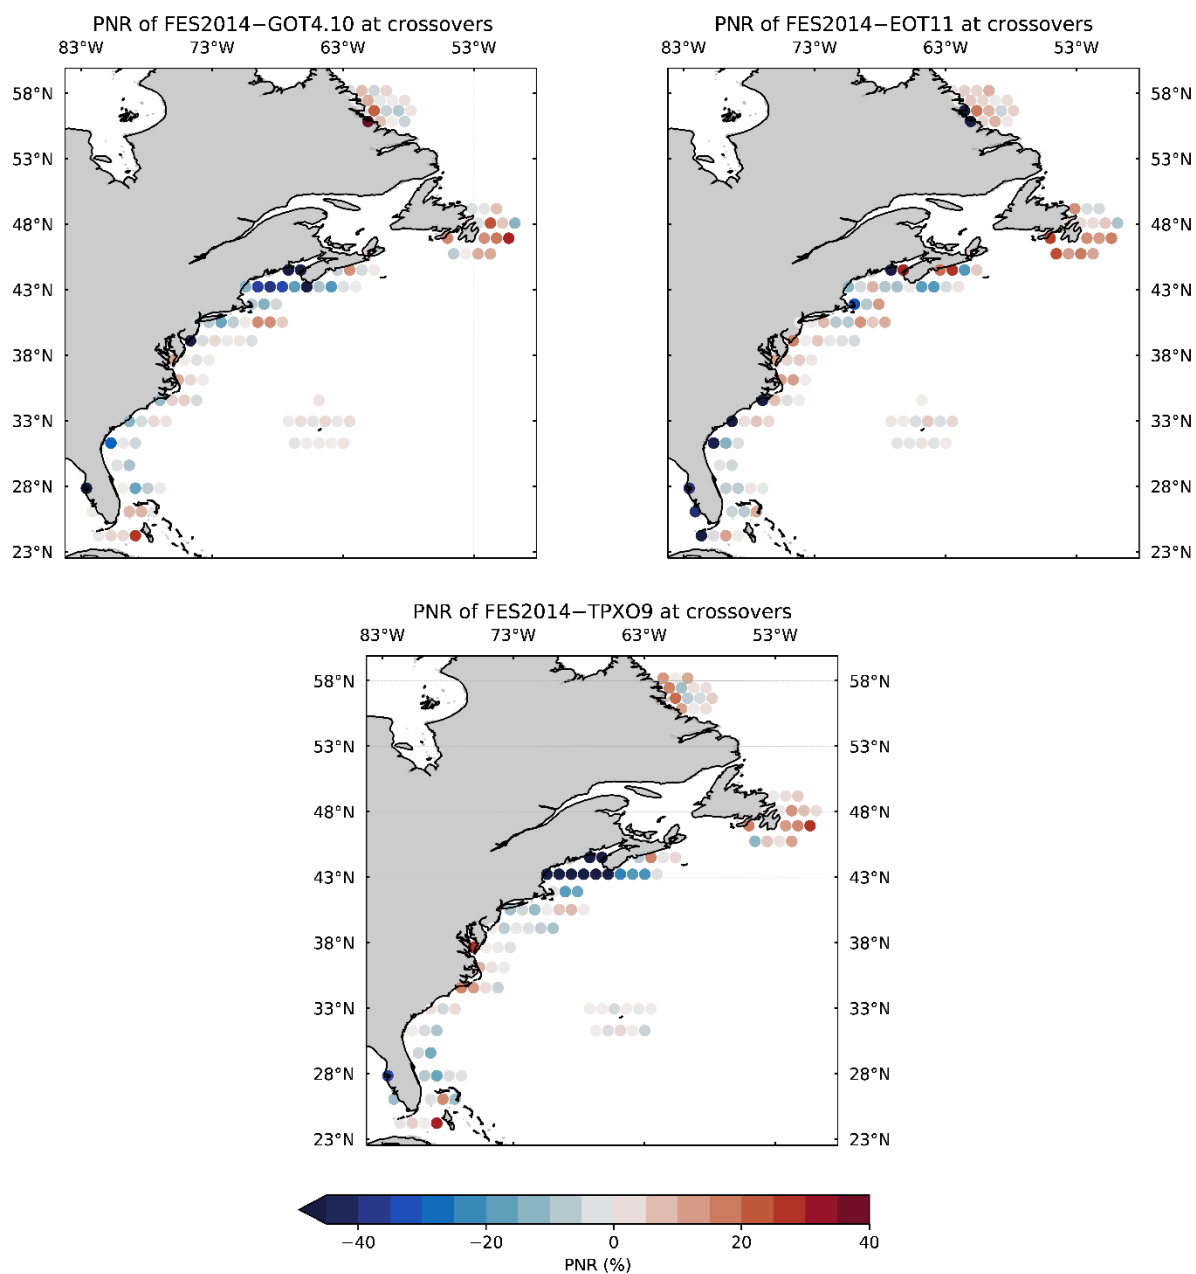 PNR of FES2014−GOT4.10 at crossovers
83°W 73°W 63°W 53°W
58°N
53°N
48°N
43°N
38°N
33°N
28°N
23°N
PNR of FES2014−EOT11 at crossovers
83°W 73°W 63°W 53°W
58°N
53°N
48°N
43°N
38°N
33°N
28°N
23°N
PNR of FES2014−TPXO9 at crossovers
83°W 73°W 63°W 53°W
58°N 58°N
53°N 53°N
48°N 48°N
43°N 43°N
38°N 38°N
33°N 33°N
28°N 28°N
23°N 23°N
−40 −20 0 20 40
PNR (%)